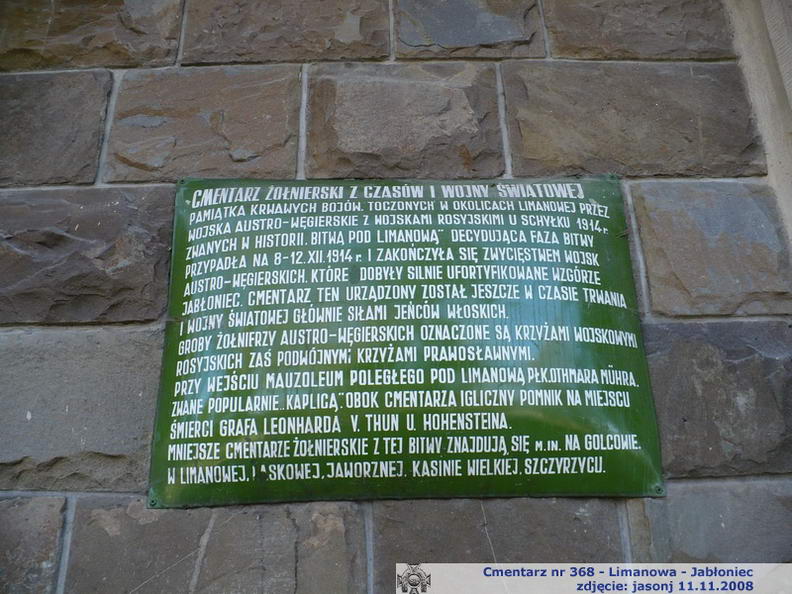 CMENTARZ ŻOŁNIERSKI Z CZASÓW I WOJNY ŚWIATOWEJ
PAMIĄTKA KRWAWYCH BOJÓW, TOCZONYCH W OKOLICACH LIMANOWEJ PRZEZ
WOJSKA AUSTRO-WĘGIERSKIE Z WOJSKAMI ROSYJSKIMI U SCHYŁKU 1914 r.
ZWANYCH W HISTORII. BITWĄ POD LIMANOWĄ" DECYDUJĄCA FAZA BITWY
PRZYPADŁA NA 8-12.XII.1914 r. I ZAKOŃCZYŁA SIĘ ZWYCIĘSTWEM WOJSK
AUSTRO-WĘGIERSKICH, KTÓRE DOBYŁY SILNIE UFORTYFIKOWANE WZGÓRZE
JABŁONIEC. CMENTARZ TEN URZĄDZONY ZOSTAŁ JESZCZE W CZASIE TRWANIA
I WOJNY ŚWIATOWEJ GŁÓWNIE SIŁAMI JEŃCÓW WŁOSKICH.
GROBY ŻOŁNIERZY AUSTRO-WĘGIERSKICH OZNACZONE SĄ KRZYŻAMI WOJSKOWYMI
ROSYJSKICH ZAŚ PODWÓJNYMI KRZYŻAMI PRAWOSŁAWNYMI.
PRZY WEJŚCIU MAUZOLEUM POLEGŁEGO POD LIMANOWĄ PŁK. OTHMARA MÜHRA.
ZWANE POPULARNIE „KAPLICĄ". OBOK CMENTARZA IGLICZNY POMNIK NA MIEJSCU
ŚMIERCI GRAFA LEONHARDA V. THUN U. HOHENSTEINA.
MNIEJSZE CMENTARZE ŻOŁNIERSKIE Z TEJ BITWY ZNAJDUJĄ SIĘ M.IN. NA GOLCOWIE,
W LIMANOWEJ, ŁASKOWEJ, JAWORZNEJ, KASINIE WIELKIEJ, SZCZYRZYCU.
Cmentarz nr 368 - Limanowa - Jabłoniec
zdjęcie: jasonj 11.11.2008